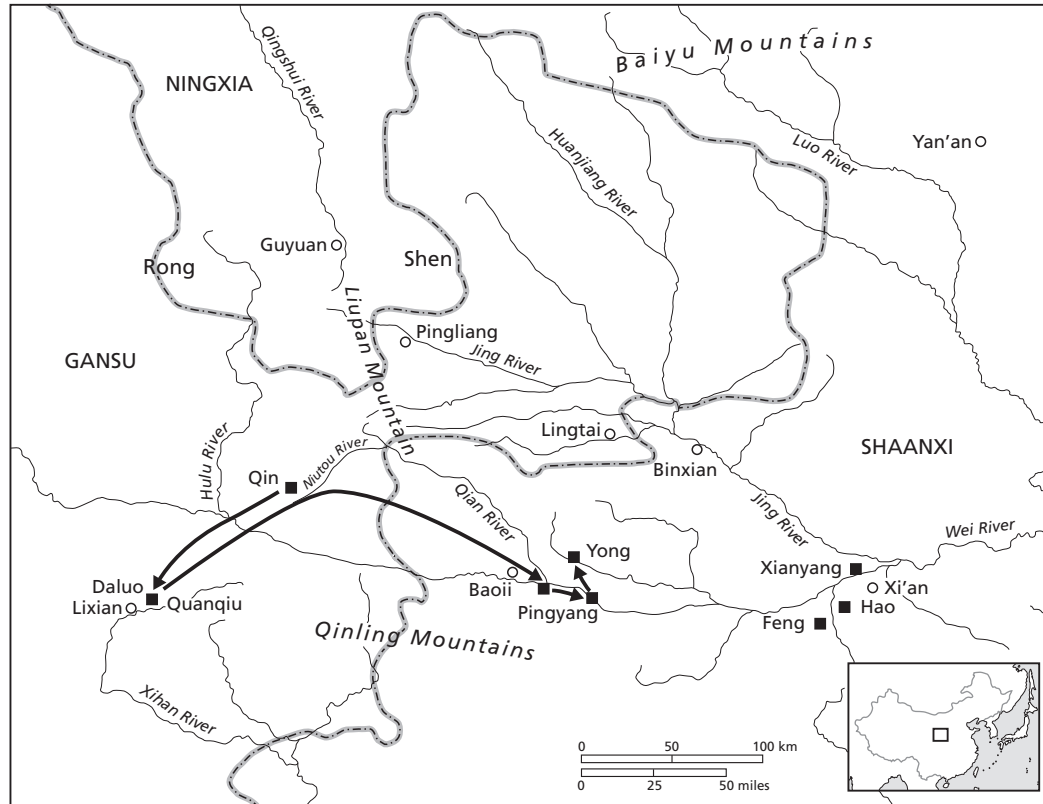 Baiyu Mountains
NINGXIA
Qingshui River
Huanjiang River
Luo River
Yan'an
Guyuan
Shen
Rong
Liupan Mountain
Pingliang
Jing River
GANSU
Hulu River
Niutou River
Lingtai
Binxian
SHAANXI
Qin
Qian River
Jing River
Wei River
Yong
Xianyang
Baoii
Xi'an
Daluo
Lixian
Quanqiu
Pingyang
Hao
Feng
Qinling Mountains
Xihan River
0 50 100 km
0 25 50 miles